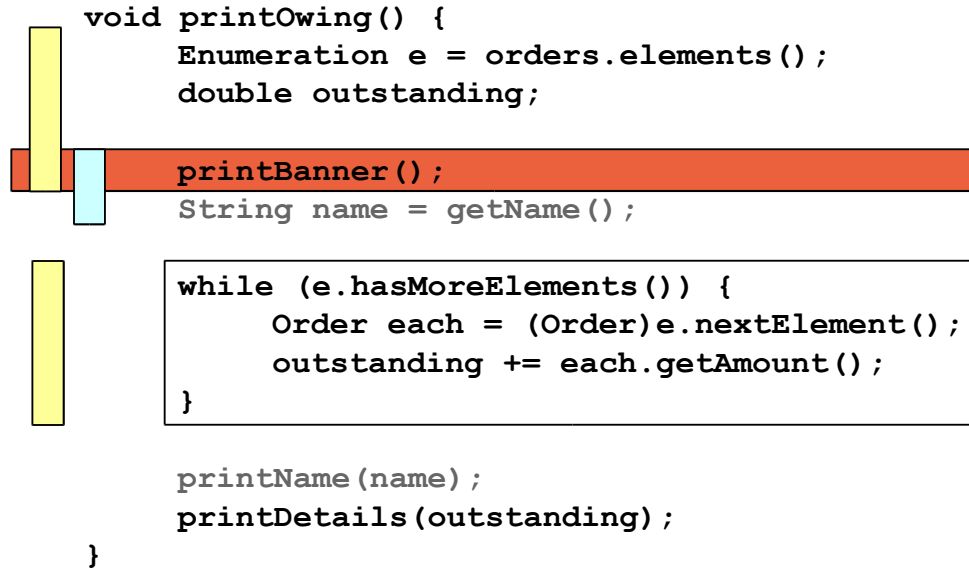 void printOwing() {
Enumeration e = orders.elements();
double outstanding;
printBanner();
String name = getName();
while (e.hasMoreElements()) {
Order each = (Order)e.nextElement();
outstanding += each.getAmount();
}
printName(name);
printDetails(outstanding);
}